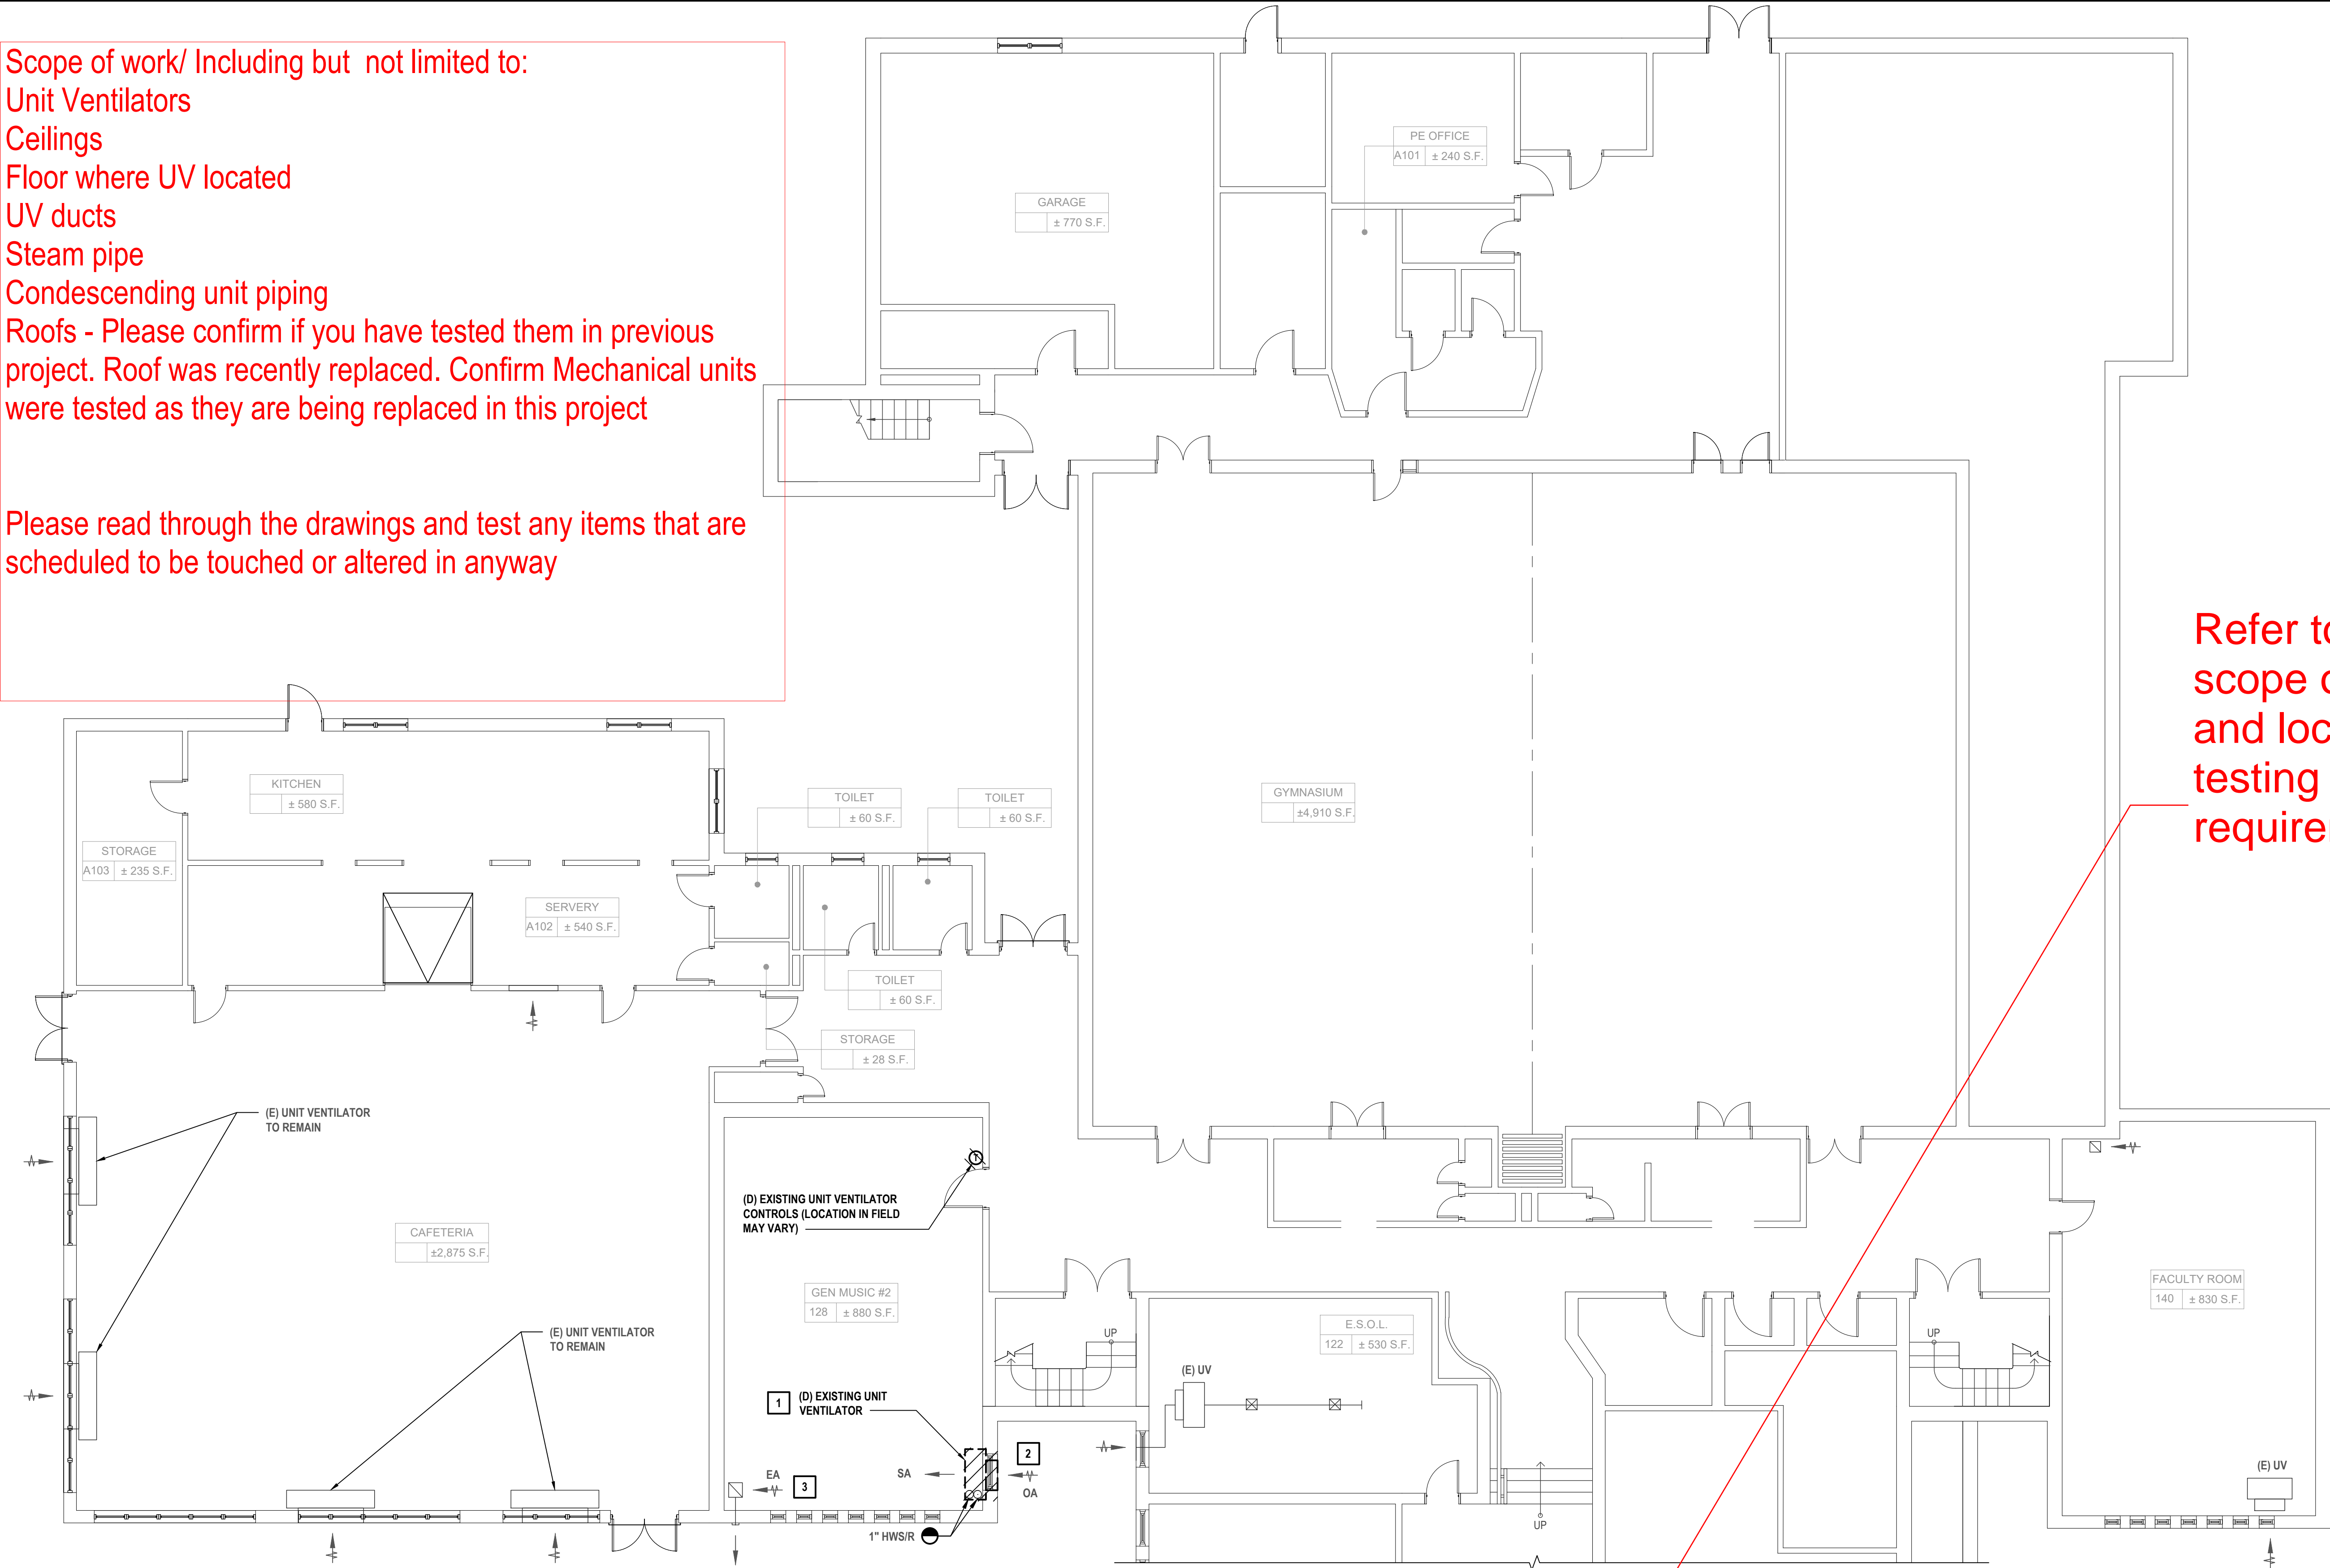 Scope of work/ Including but not limited to:
Unit Ventilators
Ceilings
Floor where UV located
UV ducts
Steam pipe
Condescending unit piping
Roofs - Please confirm if you have tested them in previous
project. Roof was recently replaced. Confirm Mechanical units
were tested as they are being replaced in this project
Please read through the drawings and test any items that are
scheduled to be touched or altered in anyway
PE OFFICE
A101 ± 240 S.F.
GARAGE
± 770 S.F.
Refer to
scope
and
testing
KITCHEN
± 580 S.F.
TOILET
± 60 S.F.
TOILET
± 60 S.F.
GYMNASIUM
±4,910 S.F.
STORAGE
A103 ± 235 S.F.
SERVERY
A102 ± 540 S.F.
TOILET
± 60 S.F.
STORAGE
± 28 S.F.
(E) UNIT VENTILATOR
TO REMAIN
T
(D) EXISTING UNIT VENTILATOR
CONTROLS (LOCATION IN FIELD
MAY VARY)
CAFETERIA
±2,875 S.F.
GEN MUSIC #2
128 ± 880 S.F.
FACULTY ROOM
140 ± 830 S.F.
(E) UNIT VENTILATOR
TO REMAIN
UP
E.S.O.L.
122 ± 530 S.F.
UP
(E) UV
1 (D) EXISTING UNIT
VENTILATOR
2
EA 3
SA
OA
(E) UV
1" HWS/R
UP